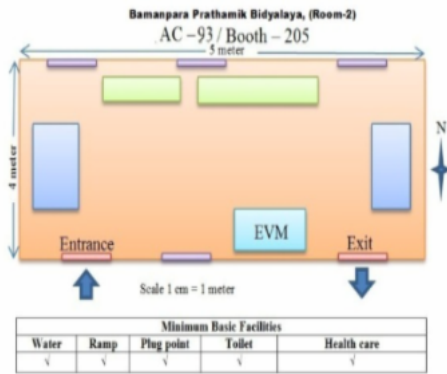 Bamanpara Prathamik Bidyalaya, (Room-2)
AC –93 / Booth – 205
5 meter
4 meter
N
EVM
Entrance
Exit
Scale 1 cm = 1 meter
Minimum Basic Facilities
Water Ramp Plug point Toilet Health care
√ √ √ √ √